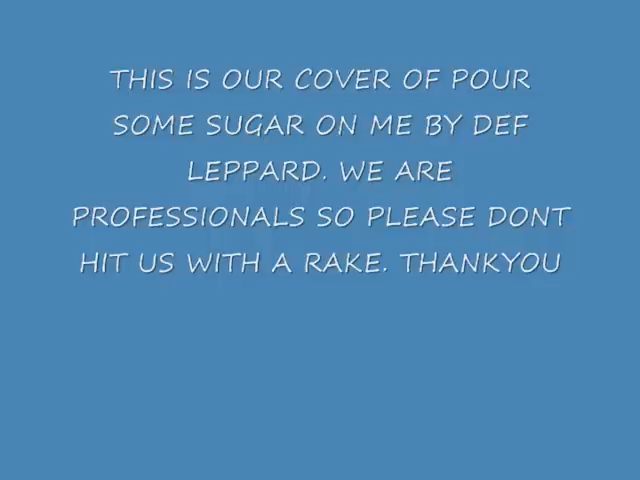 THIS IS OUR COVER OF POUR
SOME SUGAR ON ME BY DEF
LEPPARD. WE ARE
PROFESSIONALS SO PLEASE DONT
HIT US WITH A RAKE. THANKYOU